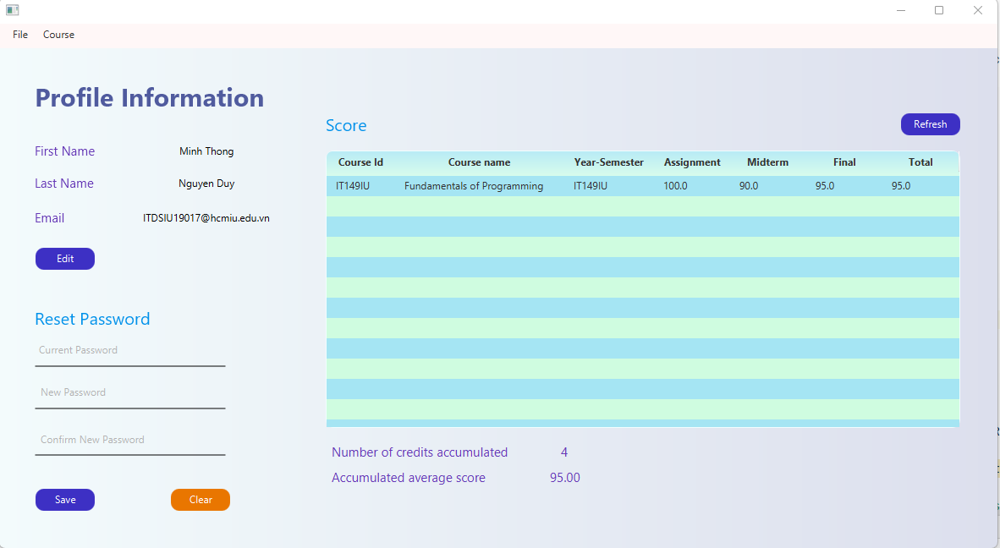 File Course
Profile Information
First Name Minh Thong
Last Name Nguyen Duy
Email ITDSIU19017@hcmiu.edu.vn
Edit
Reset Password
Current Password
New Password
Confirm New Password
Save Clear
Score Refresh
Course Id Course name Year-Semester Assignment Midterm Final Total
IT149IU Fundamentals of Programming IT149IU 100.0 90.0 95.0 95.0
Number of credits accumulated 4
Accumulated average score 95.00